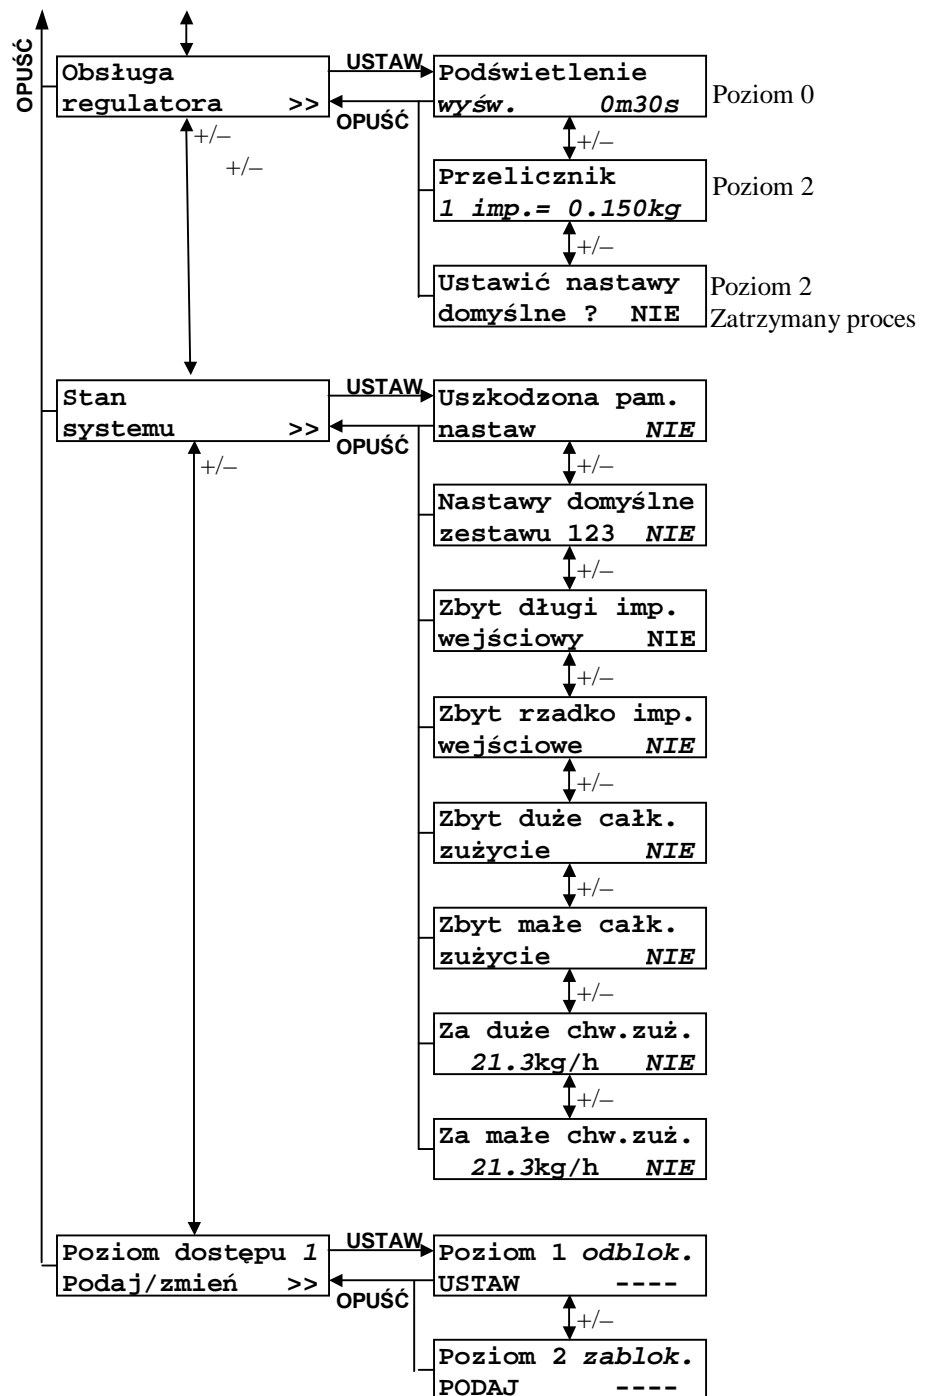 OPUŚĆ
Obsługa
regulatora >>
USTAW
OPUŚĆ
Podświetlenie
wyśw. 0m30s
Poziom 0
+/–
+/–
+/–
Przelicznik
1 imp.= 0.150kg
Poziom 2
+/–
Ustawić nastawy
domyślne ? NIE
Poziom 2
Zatrzymany proces
Stan
systemu >>
USTAW
OPUŚĆ
Uszkodzona pam.
nastaw NIE
+/–
+/–
Nastawy domyślne
zestawu 123 NIE
+/–
Zbyt długi imp.
wejściowy NIE
+/–
Zbyt rzadko imp.
wejściowe NIE
+/–
Zbyt duże całk.
zużycie NIE
+/–
Zbyt małe całk.
zużycie NIE
+/–
Za duże chw.zuż.
21.3kg/h NIE
+/–
Za małe chw.zuż.
21.3kg/h NIE
Poziom dostępu 1
Podaj/zmień >>
USTAW
OPUŚĆ
Poziom 1 odblok.
USTAW ----
+/–
Poziom 2 zablok.
PODAJ ----